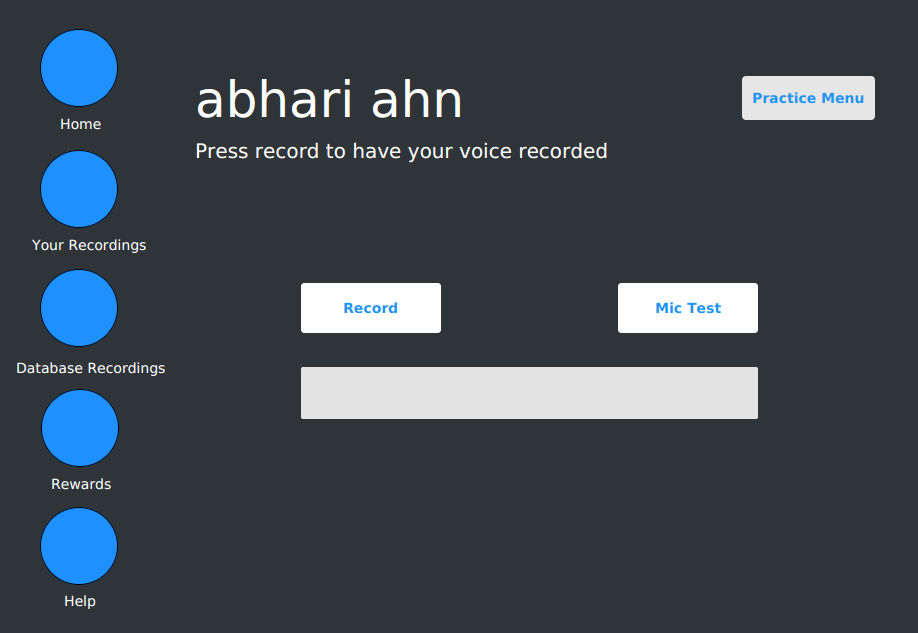 Home
Your Recordings
Database Recordings
Rewards
Help
abhari ahn
Press record to have your voice recorded
Practice Menu
Record
Mic Test